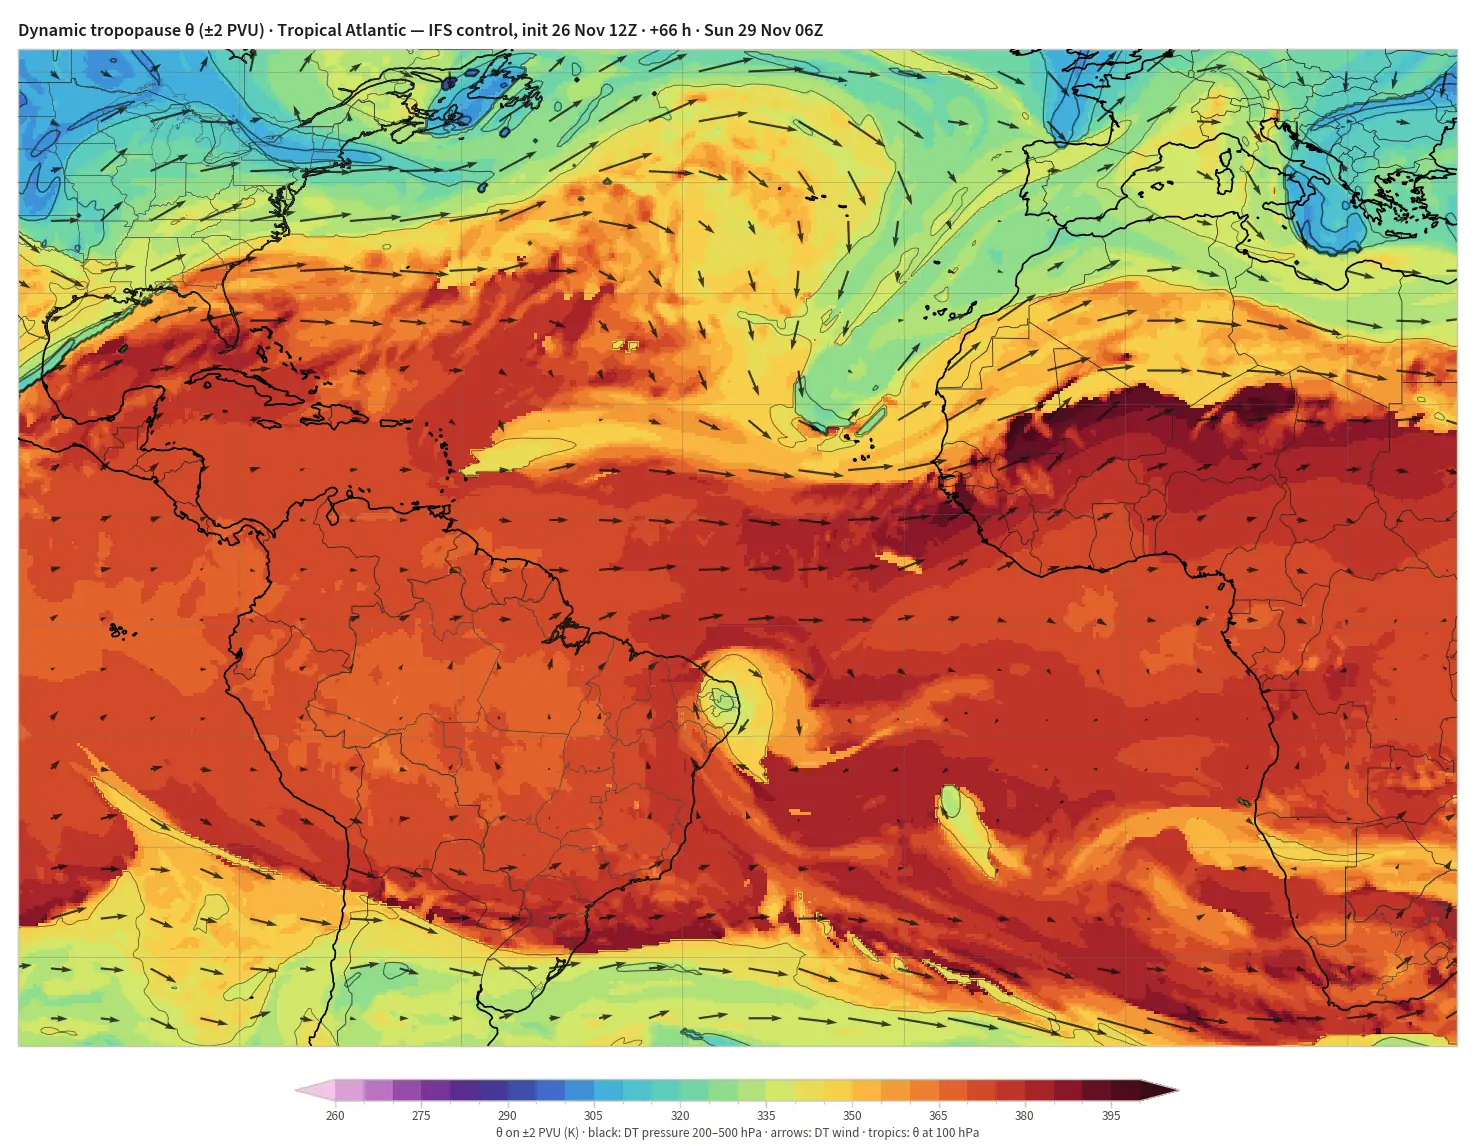 Dynamic tropopause θ (±2 PVU) · Tropical Atlantic — IFS control, init 26 Nov 12Z · +66 h · Sun 29 Nov 06Z
260 275 290 305 320 335 350 365 380 395
θ on ±2 PVU (K) · black: DT pressure 200–500 hPa · arrows: DT wind · tropics: θ at 100 hPa